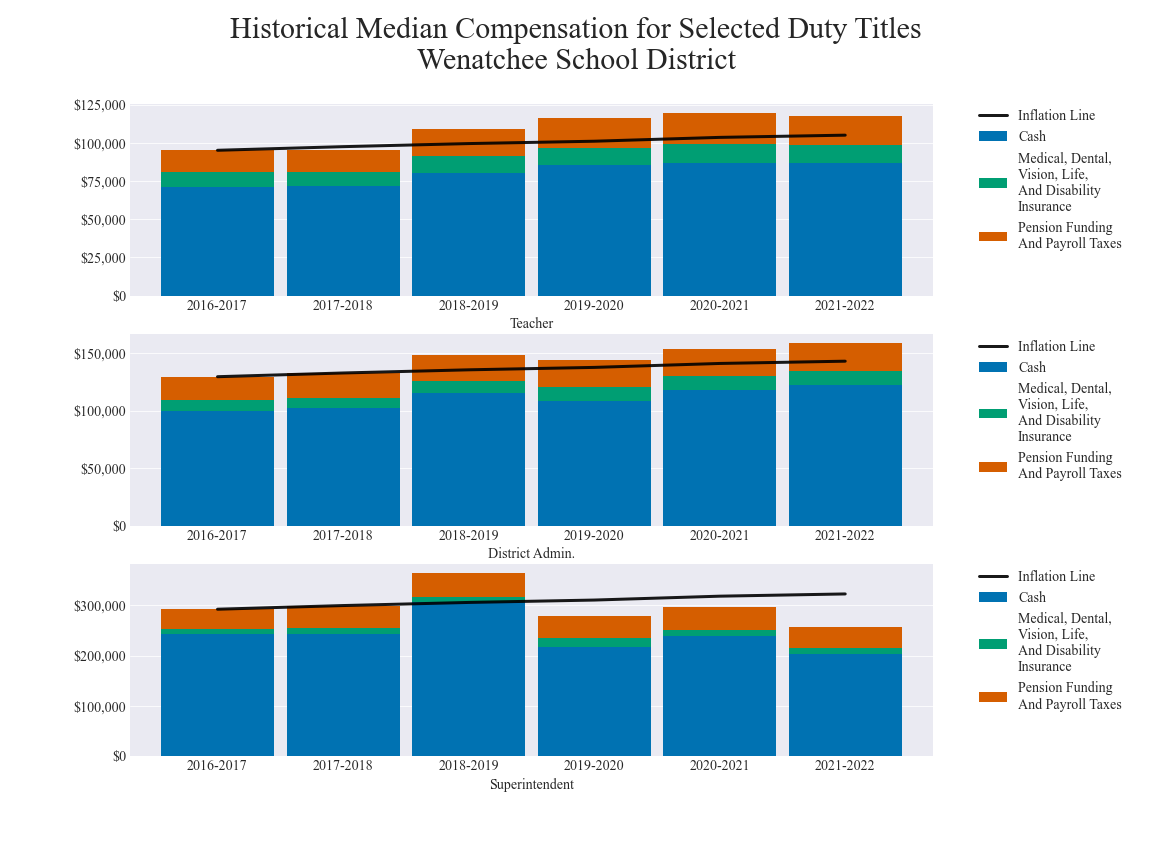 Historical Median Compensation for Selected Duty Titles
Wenatchee School District
$125,000
$100,000
$75,000
$50,000
$25,000
$0
2016-2017
2017-2018
2018-2019
2019-2020
2020-2021
2021-2022
Teacher
Inflation Line
Cash
Medical, Dental,
Vision, Life,
And Disability
Insurance
Pension Funding
And Payroll Taxes
$150,000
$100,000
$50,000
$0
2016-2017
2017-2018
2018-2019
2019-2020
2020-2021
2021-2022
District Admin.
Inflation Line
Cash
Medical, Dental,
Vision, Life,
And Disability
Insurance
Pension Funding
And Payroll Taxes
$300,000
$200,000
$100,000
$0
2016-2017
2017-2018
2018-2019
2019-2020
2020-2021
2021-2022
Superintendent
Inflation Line
Cash
Medical, Dental,
Vision, Life,
And Disability
Insurance
Pension Funding
And Payroll Taxes